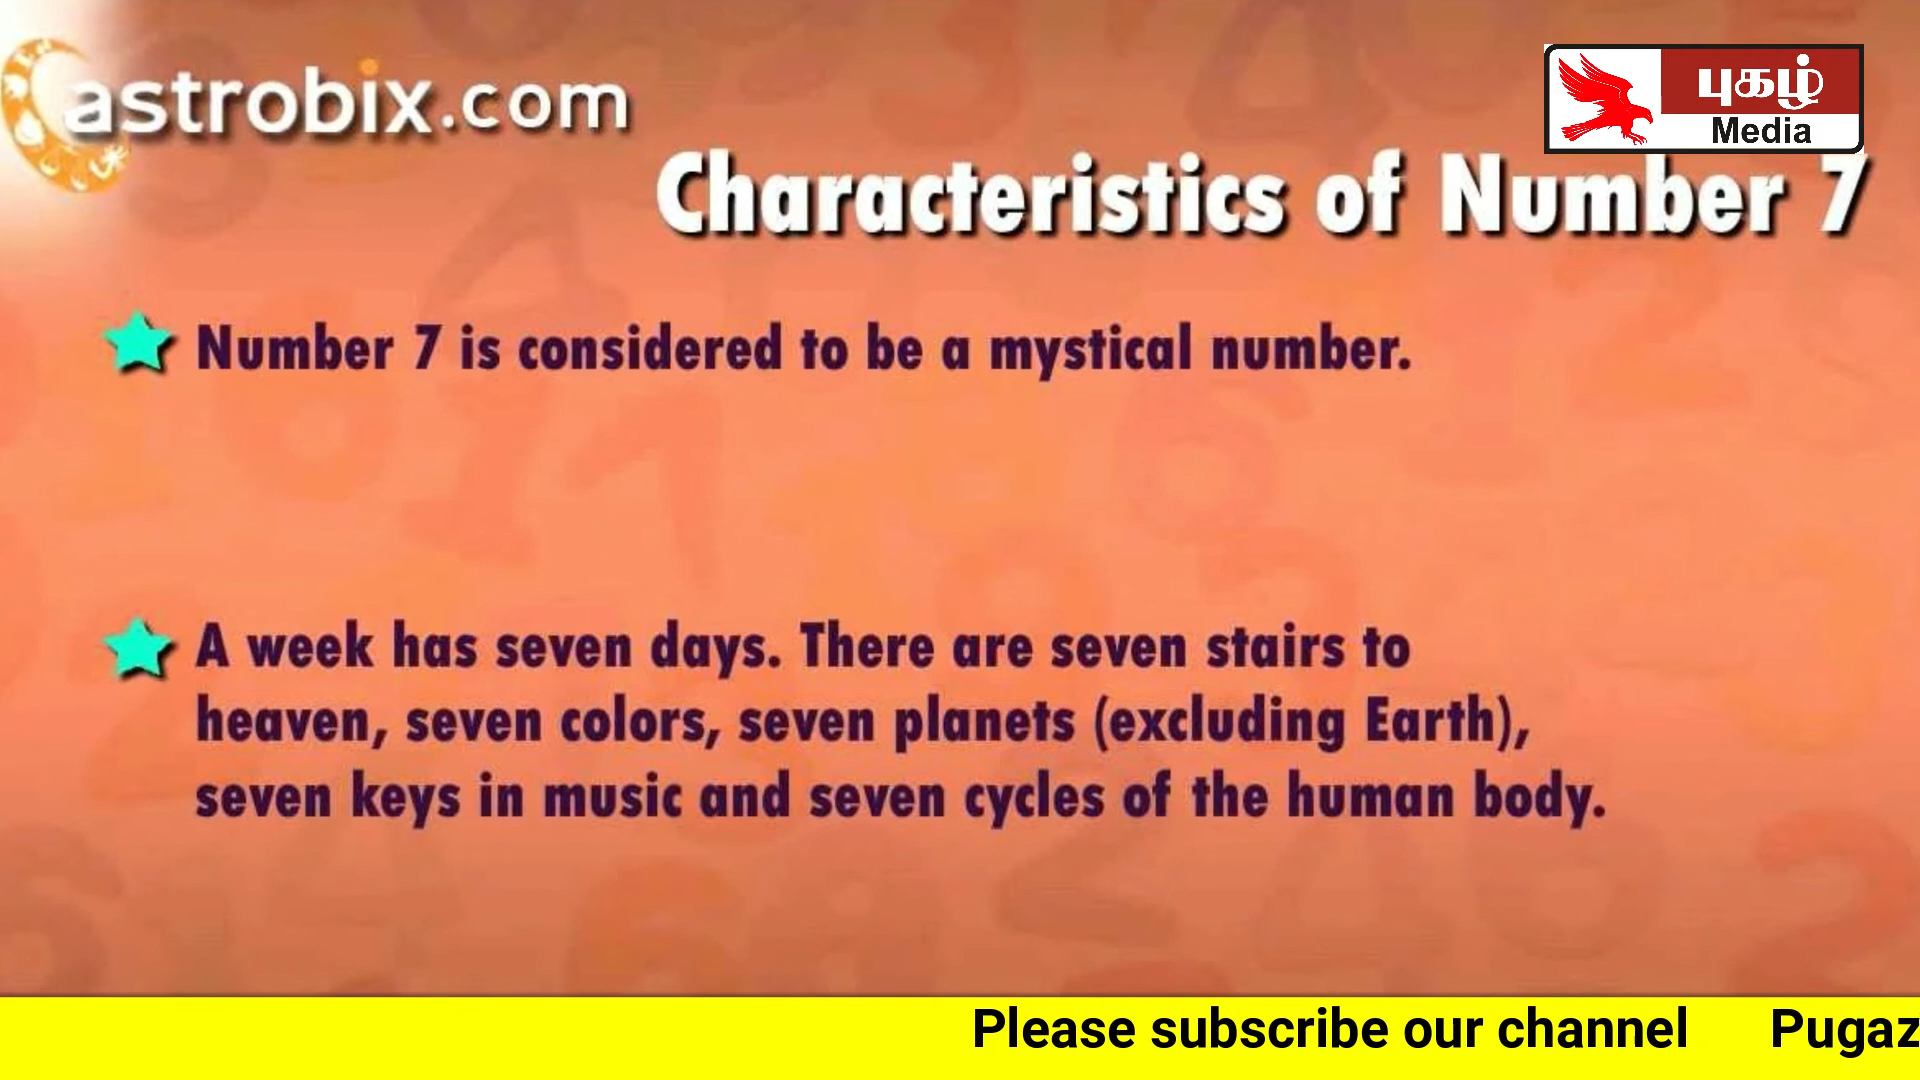 astrobix.com
புகழ்
Media
Characteristics of Number 7
Number 7 is considered to be a mystical number.
A week has seven days. There are seven stairs to
heaven, seven colors, seven planets (excluding Earth),
seven keys in music and seven cycles of the human body.
Please subscribe our channel Pugaz